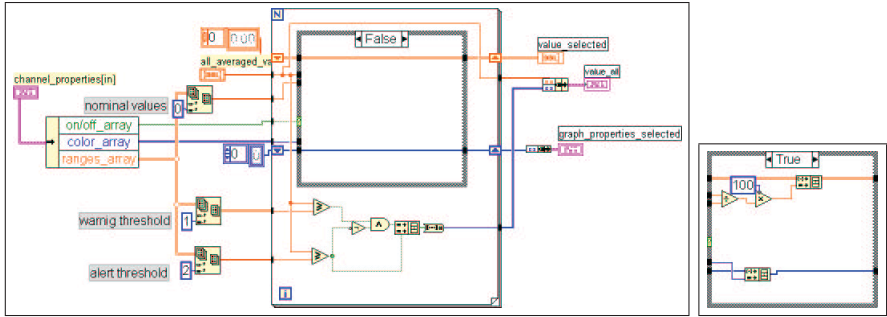 N
0
0.00
False
value_selected
all_averaged_va
channel_properties[in]
value_all
nominal values
0
on/off_array
color_array
ranges_array
0
0
graph_properties_selected
True
100
warnig threshold
1
alert threshold
2
i